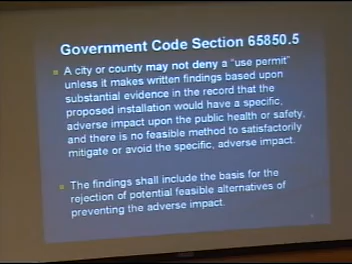 Government Code Section 65850.5
A city or county may not deny a "use permit"
unless it makes written findings based upon
substantial evidence in the record that the
proposed installation would have a specific,
adverse impact upon the public health or safety,
and there is no feasible method to satisfactorily
mitigate or avoid the specific, adverse impact.
The findings shall include the basis for the
rejection of potential feasible alternatives of
preventing the adverse impact.